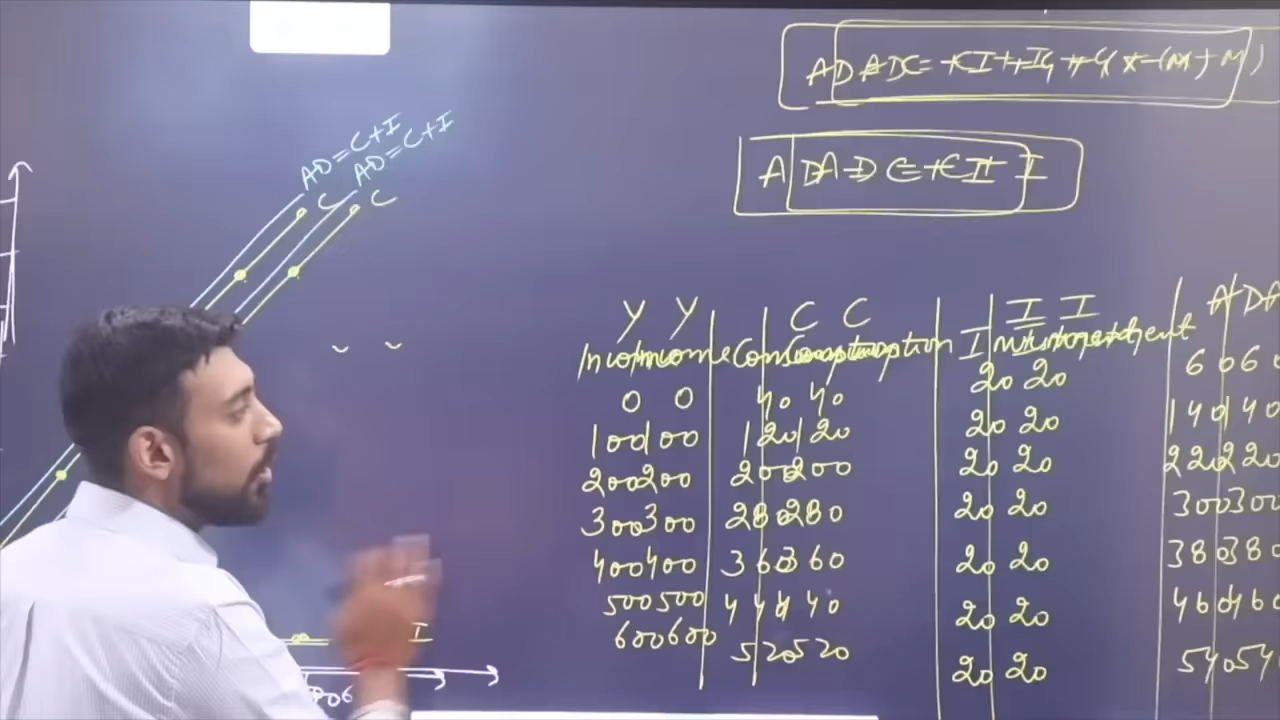 AD = C + I + G + (X - M)
AD = C + I
AD=C+I
C
Y C I AD
Income Consumption
0 40 20 60
100 120 20 140
200 200 20 220
300 280 20 300
400 360 20 380
500 440 20 460
600 520 20 540
I